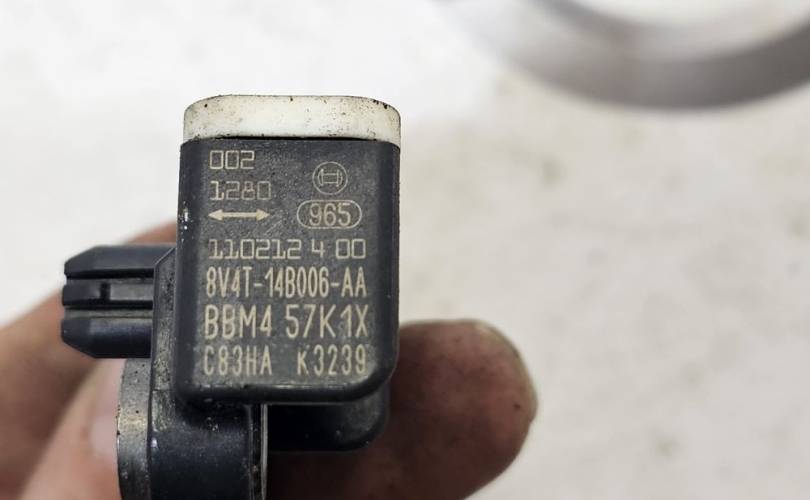 002
1280
965
110212 4 00
8V4T-14B006-AA
BBM4 57K1X
C83HA K3239